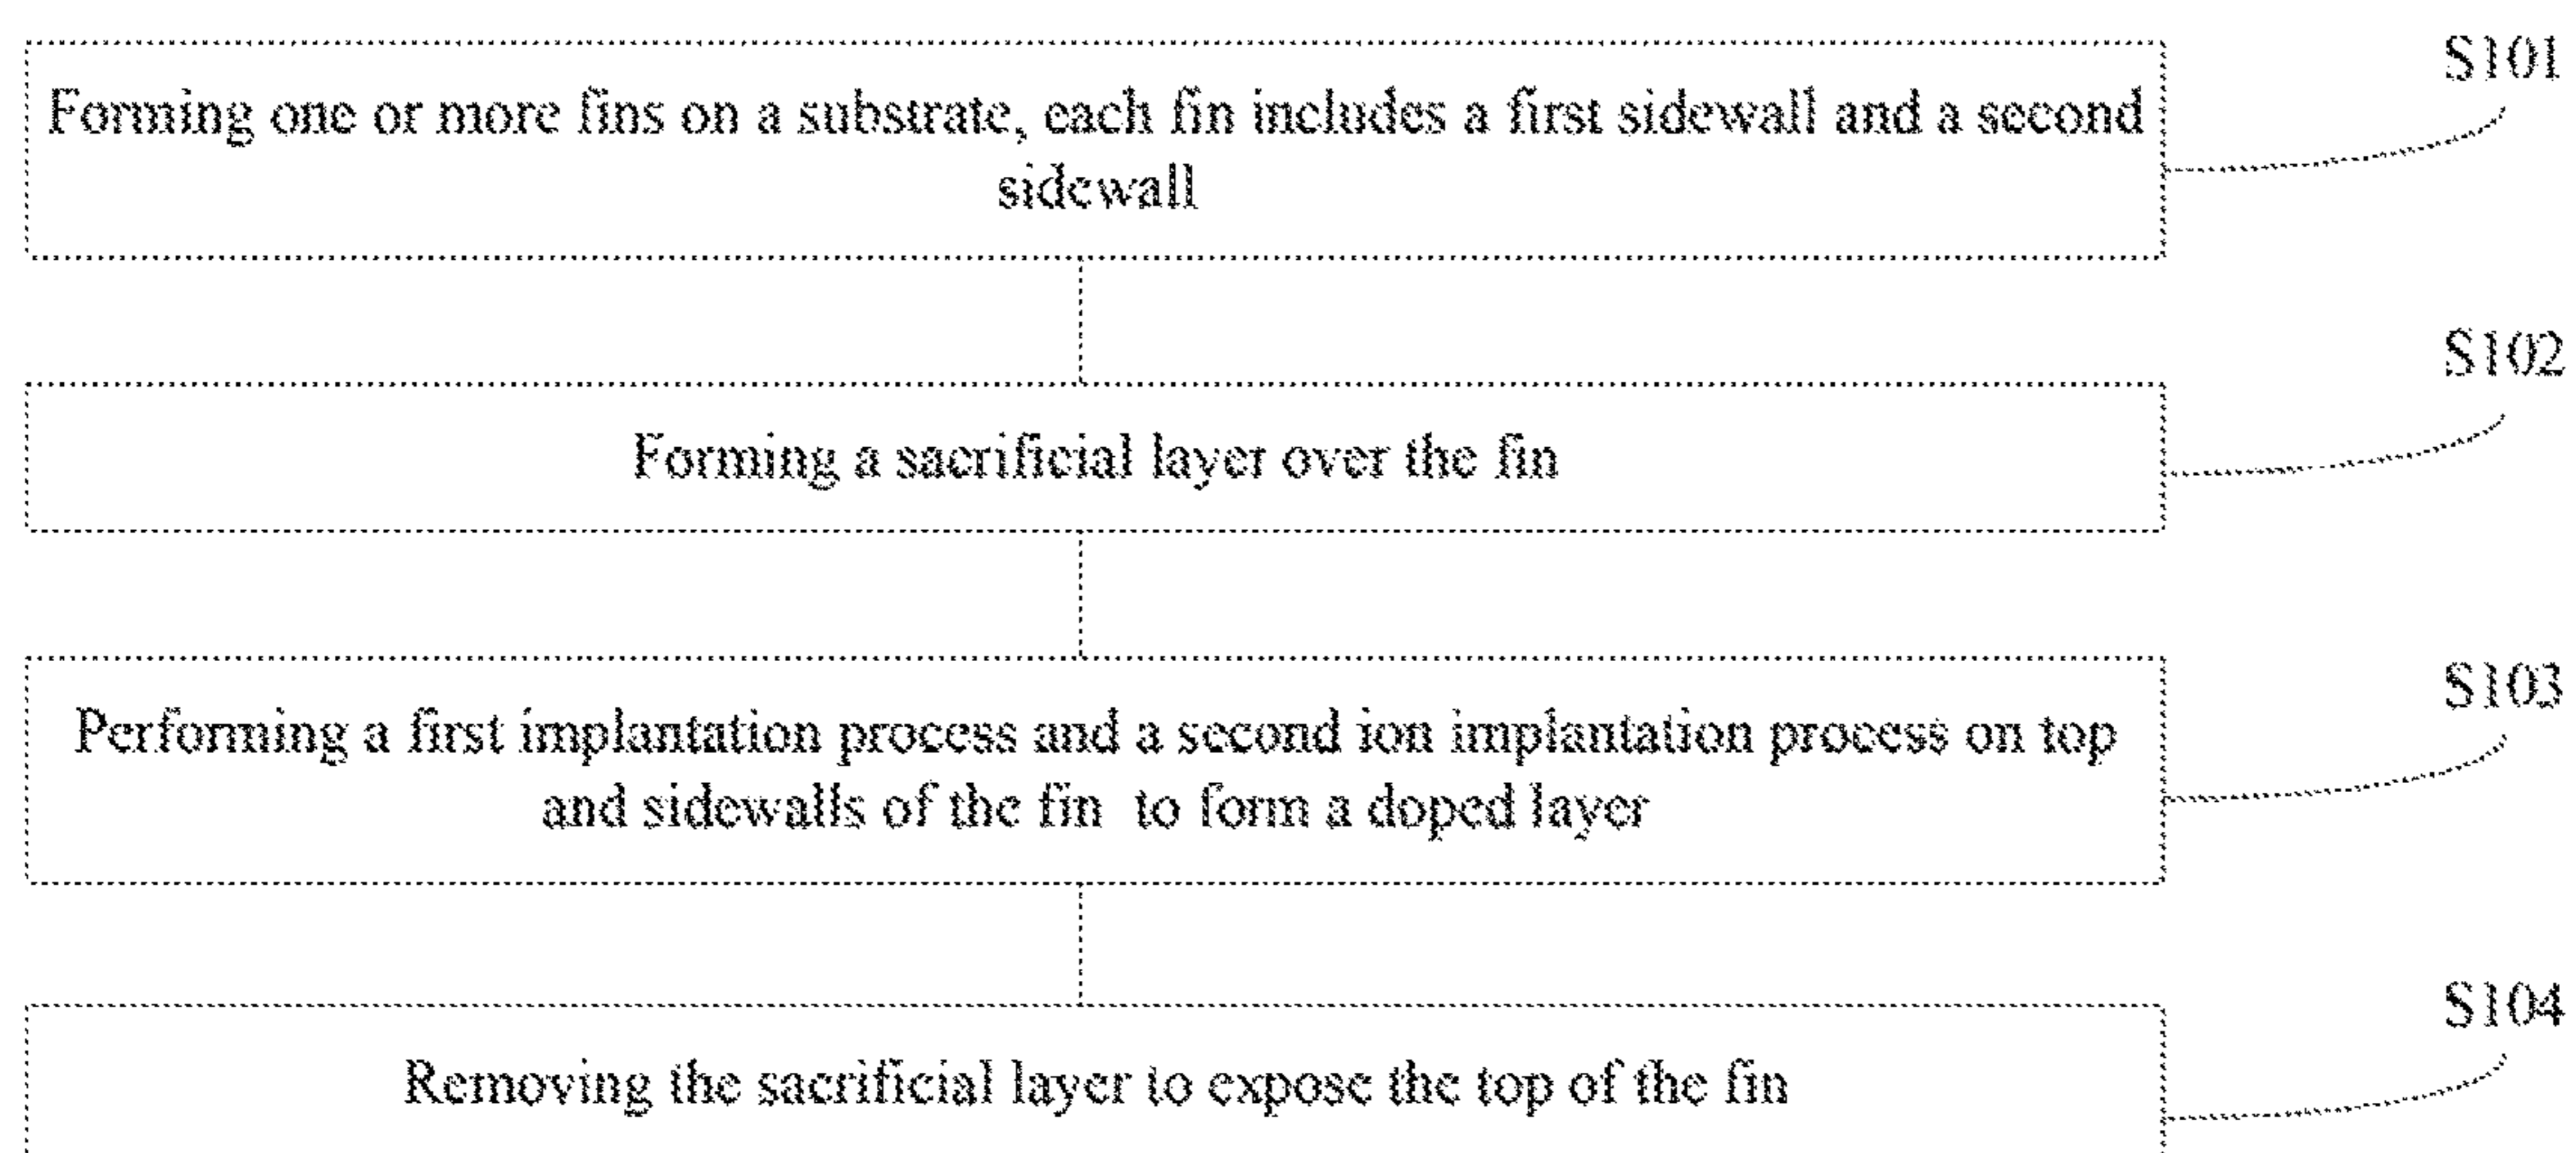 S101
Forming one or more fins on a substrate, each fin includes a first sidewall and a second
sidewall
S102
Forming a sacrificial layer over the fin
S103
Performing a first implantation process and a second ion implantation process on top
and sidewalls of the fin to form a doped layer
S104
Removing the sacrificial layer to expose the top of the fin